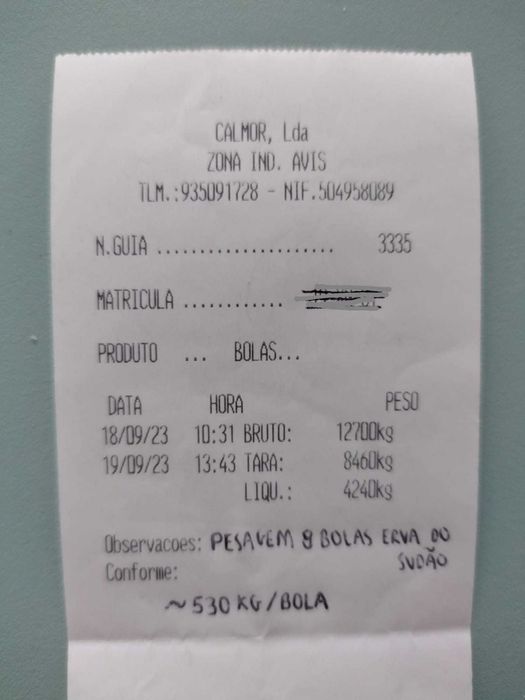 CALMOR, Lda
ZONA IND. AVIS
TLM.:935091728 - NIF.504958089
N.GUIA ..................... 3335
MATRICULA ............
PRODUTO ... BOLAS...
DATA HORA PESO
18/09/23 10:31 BRUTO: 12700kg
19/09/23 13:43 TARA: 8460kg
LIQU.: 4240kg
Observacoes: PESAGEM 8 BOLAS ERVA DO
SUDÃO
Conforme:
~530 KG/BOLA